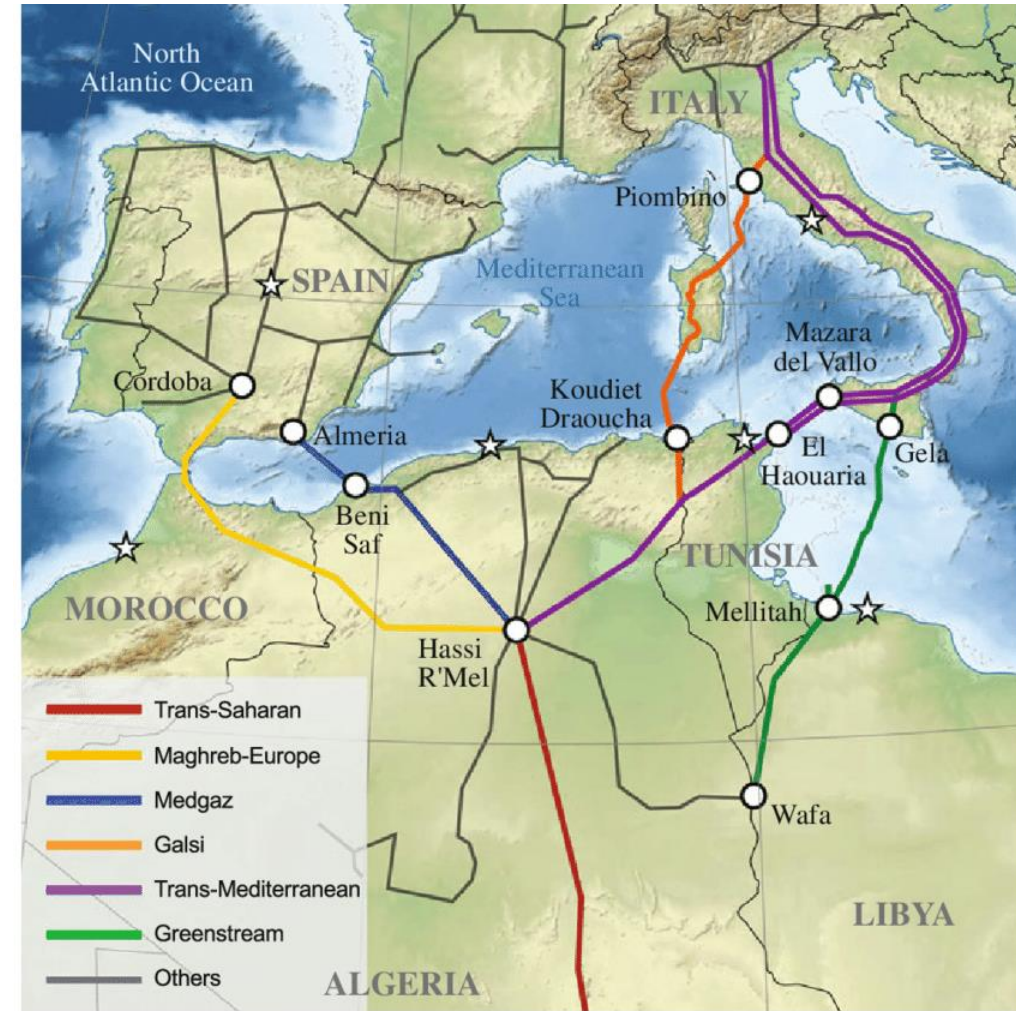 North
Atlantic Ocean
ITALY
Piombino
SPAIN
Mediterranean
Sea
Mazara
del Vallo
Cordoba
Koudiet
Draoucha
Almeria
El
Haouaria
Gela
Beni
Saf
TUNISIA
MOROCCO
Mellitah
Hassi
R'Mel
Trans-Saharan
Maghreb-Europe
Medgaz
Wafa
Galsi
Trans-Mediterranean
Greenstream
LIBYA
Others
ALGERIA